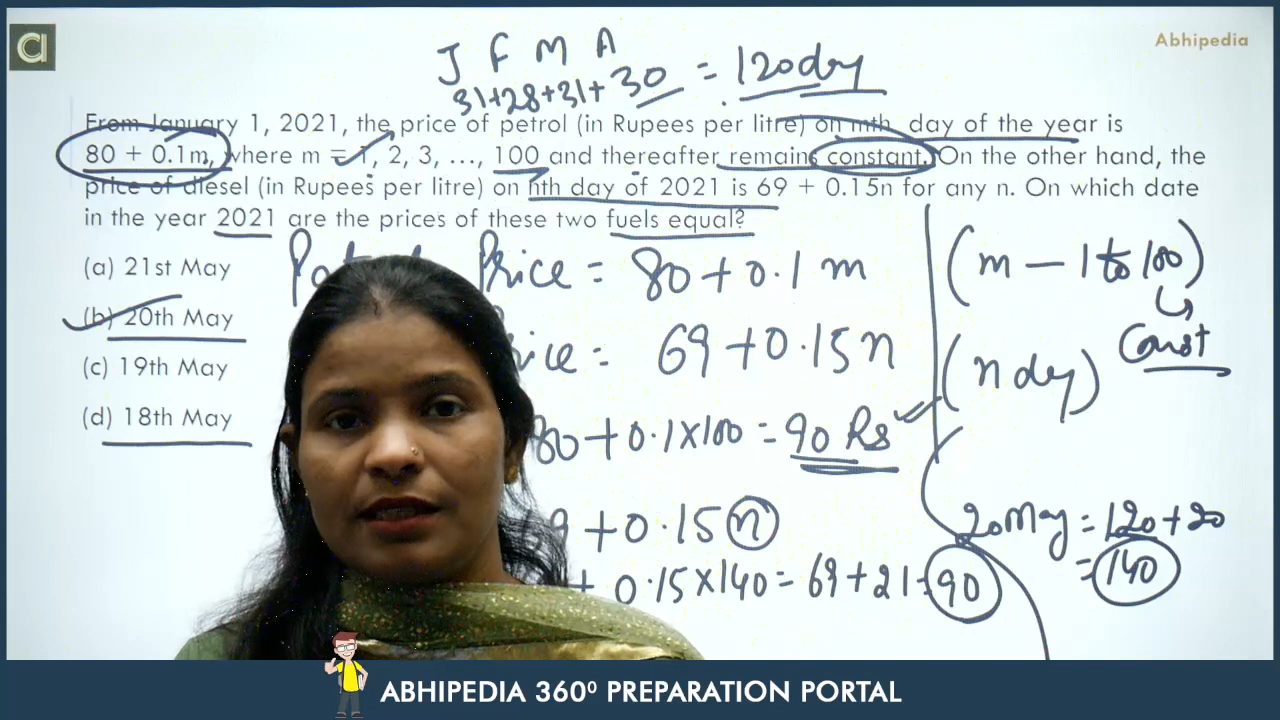 Abhipedia
J F M A
31+28+31+30 = 120 day
From January 1, 2021, the price of petrol (in Rupees per litre) on mth day of the year is
80 + 0.1m, where m = 1, 2, 3, ..., 100 and thereafter remains constant. On the other hand, the
price of diesel (in Rupees per litre) on nth day of 2021 is 69 + 0.15n for any n. On which date
in the year 2021 are the prices of these two fuels equal?
(a) 21st May
(b) 20th May
(c) 19th May
(d) 18th May
Price = 80 + 0.1 m
(m - 1 to 100)
Const
rice = 69 + 0.15 n
(n day)
80 + 0.1 x 100 = 90 Rs
9 + 0.15 n
20 May = 120 + 20
= 140
+ 0.15 x 140 = 69 + 21 = 90
ABHIPEDIA 360⁰ PREPARATION PORTAL